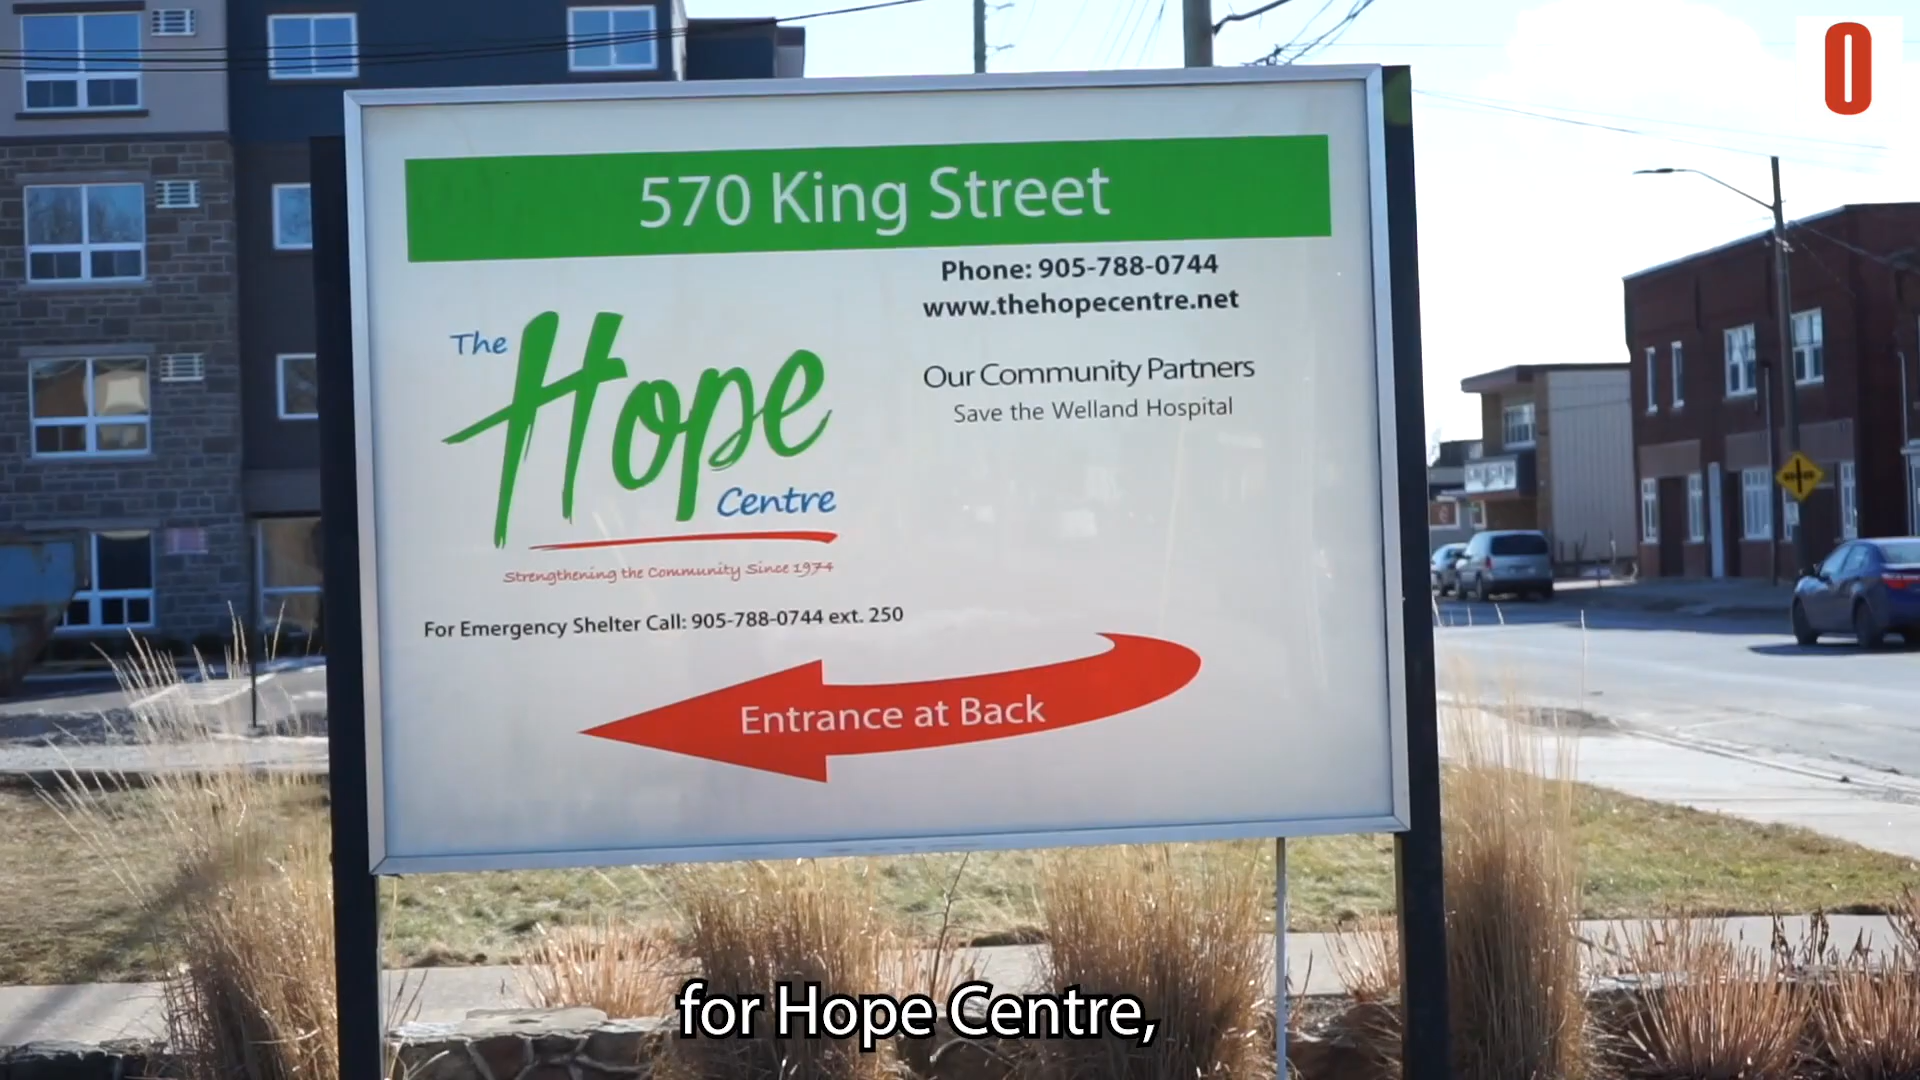 570 King Street
Phone: 905-788-0744
www.thehopecentre.net
The
Hope
Centre
Strengthening the Community Since 1974
Our Community Partners
Save the Welland Hospital
For Emergency Shelter Call: 905-788-0744 ext. 250
Entrance at Back
for Hope Centre,
O